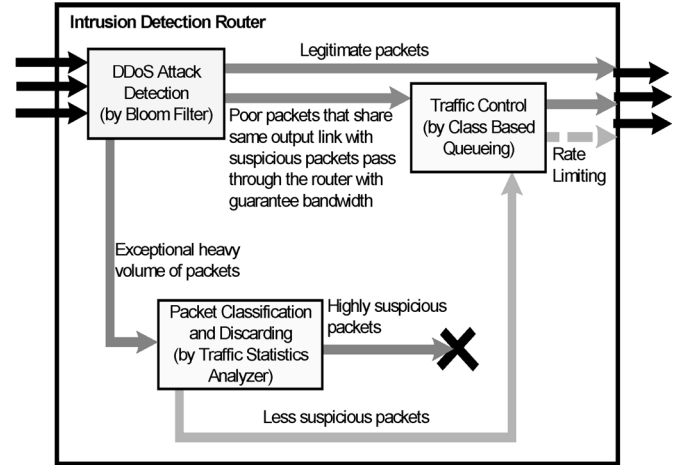 Intrusion Detection Router
Legitimate packets
DDoS Attack
Detection
(by Bloom Filter)
Traffic Control
(by Class Based
Queueing)
Poor packets that share
same output link with
suspicious packets pass
through the router with
guarantee bandwidth
Rate
Limiting
Exceptional heavy
volume of packets
Packet Classification
and Discarding
(by Traffic Statistics
Analyzer)
Highly suspicious
packets
Less suspicious packets